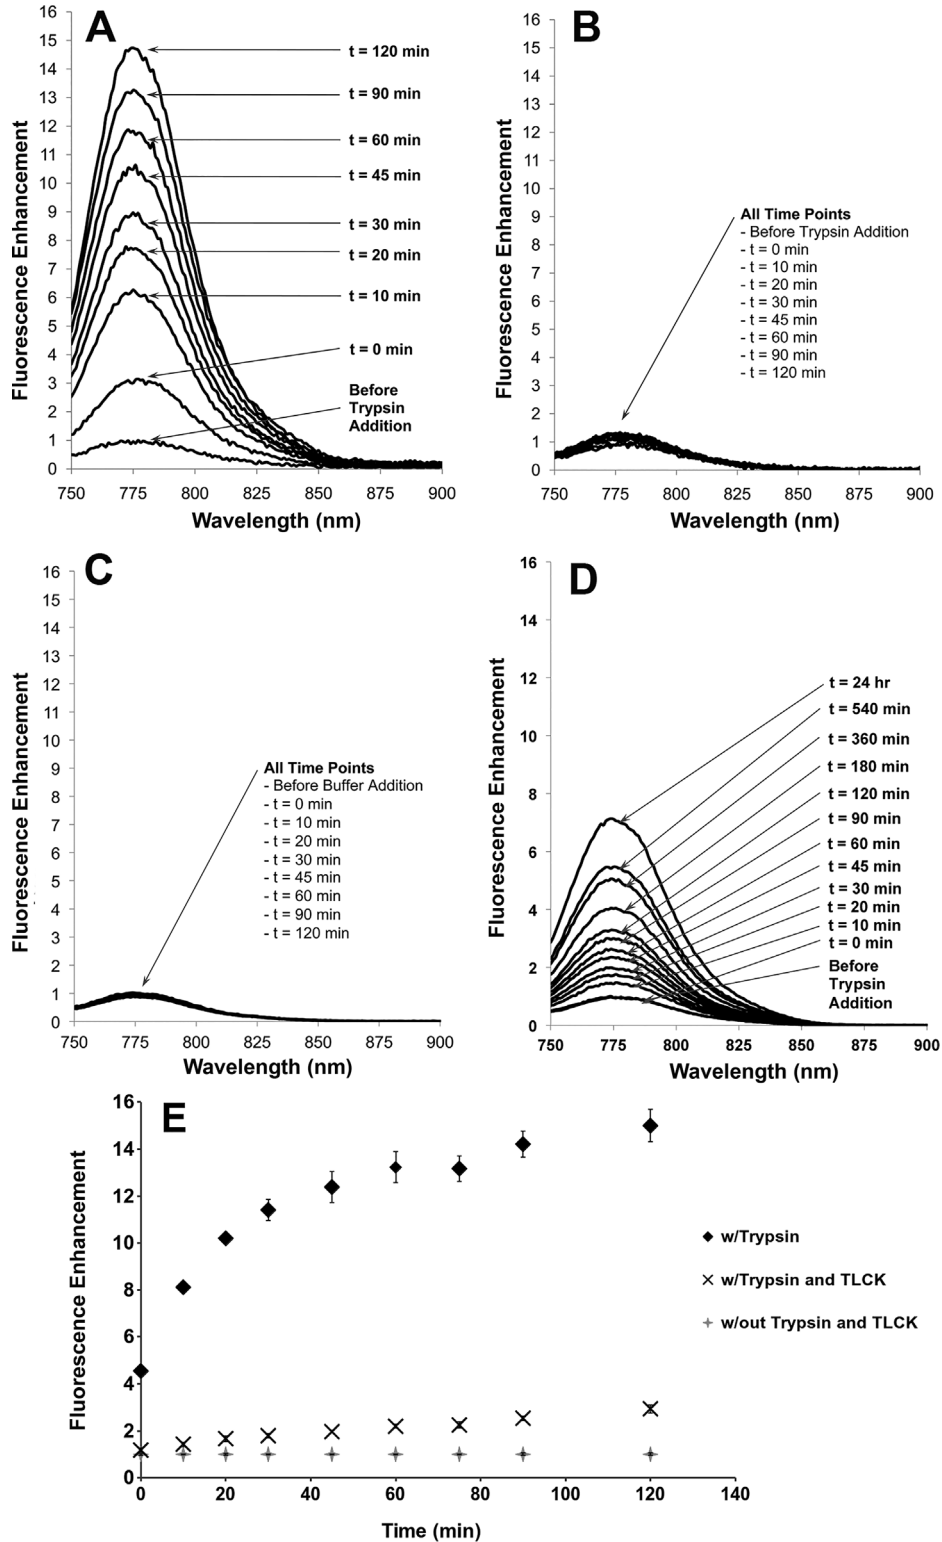 A
Fluorescence Enhancement
16
15
14
13
12
11
10
9
8
7
6
5
4
3
2
1
0
t = 120 min
t = 90 min
t = 60 min
t = 45 min
t = 30 min
t = 20 min
t = 10 min
t = 0 min
Before
Trypsin
Addition
750 775 800 825 850 875 900
Wavelength (nm)
B
Fluorescence Enhancement
16
15
14
13
12
11
10
9
8
7
6
5
4
3
2
1
0
All Time Points
- Before Trypsin Addition
- t = 0 min
- t = 10 min
- t = 20 min
- t = 30 min
- t = 45 min
- t = 60 min
- t = 90 min
- t = 120 min
750 775 800 825 850 875 900
Wavelength (nm)
C
Fluorescence Enhancement
16
15
14
13
12
11
10
9
8
7
6
5
4
3
2
1
0
All Time Points
- Before Buffer Addition
- t = 0 min
- t = 10 min
- t = 20 min
- t = 30 min
- t = 45 min
- t = 60 min
- t = 90 min
- t = 120 min
750 775 800 825 850 875 900
Wavelength (nm)
D
Fluorescence Enhancement
16
14
12
10
8
6
4
2
0
t = 24 hr
t = 540 min
t = 360 min
t = 180 min
t = 120 min
t = 90 min
t = 60 min
t = 45 min
t = 30 min
t = 20 min
t = 10 min
t = 0 min
Before
Trypsin
Addition
750 775 800 825 850 875 900
Wavelength (nm)
E
Fluorescence Enhancement
16
14
12
10
8
6
4
2
0
w/Trypsin
w/Trypsin and TLCK
w/out Trypsin and TLCK
0 20 40 60 80 100 120 140
Time (min)